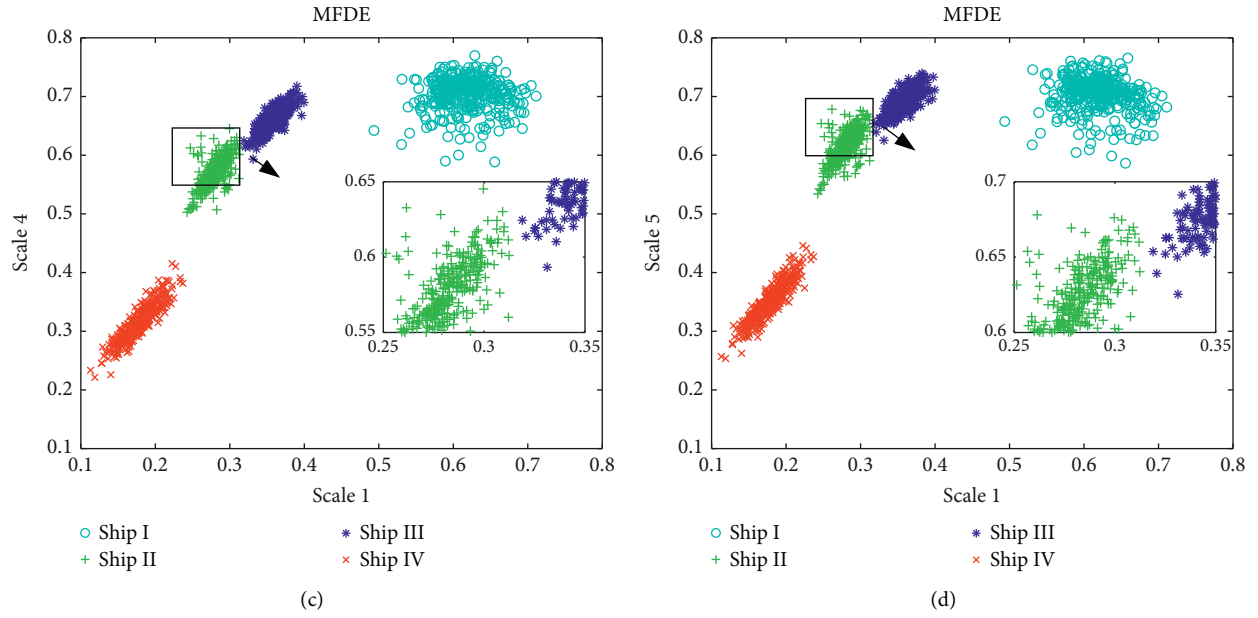 MFDE
0.8
0.7
0.6
0.5
0.4
0.3
0.2
0.1
Scale 4
0.65
0.6
0.55
0.25 0.3 0.35
0.1 0.2 0.3 0.4 0.5 0.6 0.7 0.8
Scale 1
Ship I Ship III
Ship II Ship IV
(c)
MFDE
0.8
0.7
0.6
0.5
0.4
0.3
0.2
0.1
Scale 5
0.7
0.65
0.6
0.25 0.3 0.35
0.1 0.2 0.3 0.4 0.5 0.6 0.7 0.8
Scale 1
Ship I Ship III
Ship II Ship IV
(d)